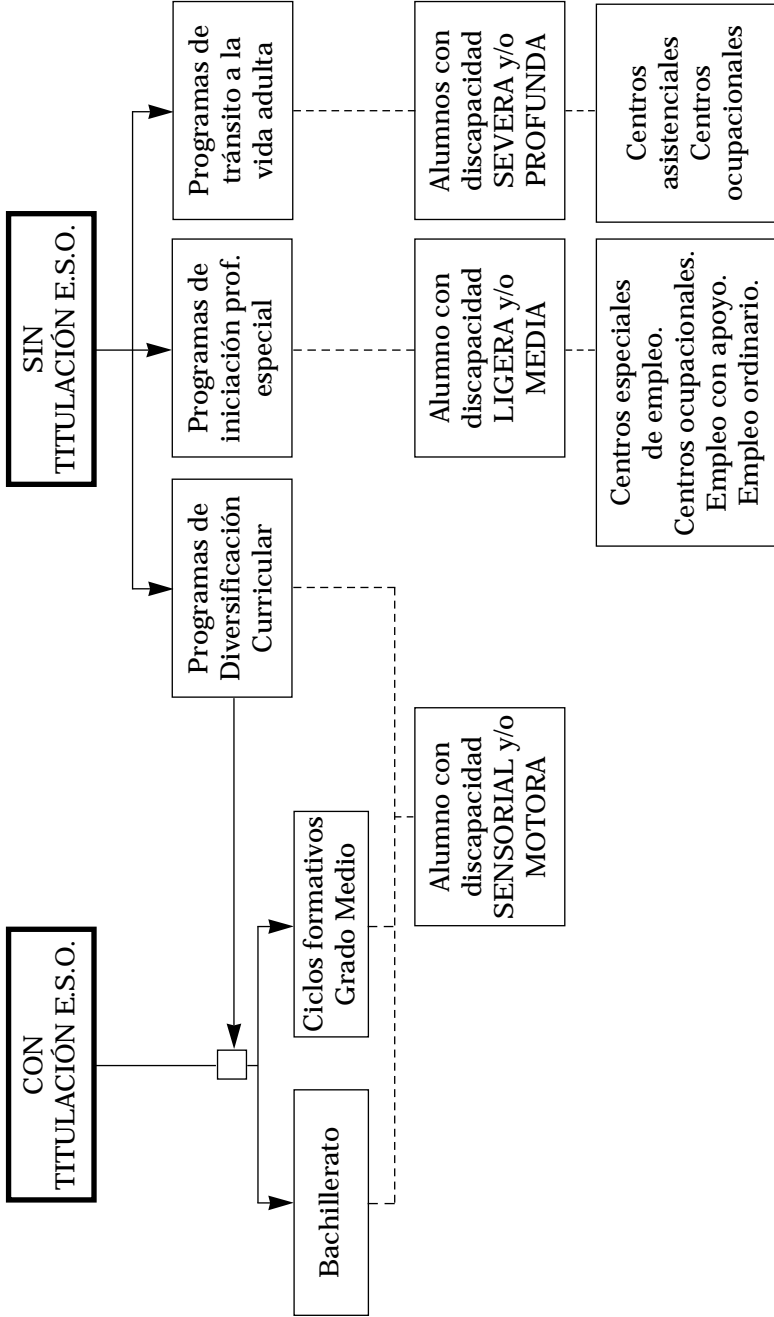 CON
TITULACIÓN E.S.O.
SIN
TITULACIÓN E.S.O.
Programas de
Diversificación
Curricular
Programas de
iniciación prof.
especial
Programas de
tránsito a la
vida adulta
Bachillerato
Ciclos formativos
Grado Medio
Alumno con
discapacidad
SENSORIAL y/o
MOTORA
Alumno con
discapacidad
LIGERA y/o
MEDIA
Alumnos con
discapacidad
SEVERA y/o
PROFUNDA
Centros especiales
de empleo.
Centros ocupacionales.
Empleo con apoyo.
Empleo ordinario.
Centros
asistenciales
Centros
ocupacionales